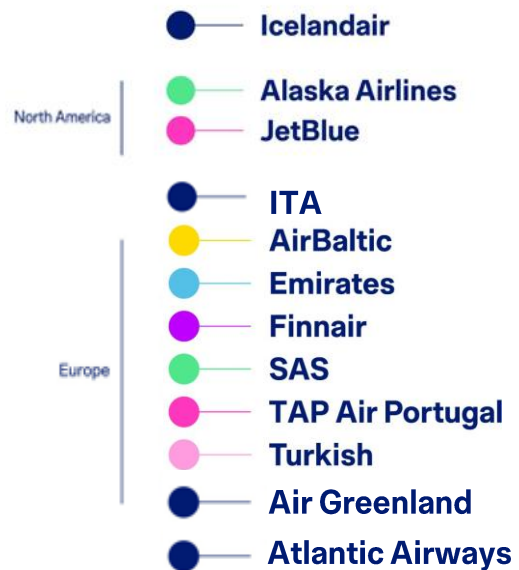 Icelandair
North America
Alaska Airlines
JetBlue
ITA
AirBaltic
Emirates
Finnair
SAS
Europe
TAP Air Portugal
Turkish
Air Greenland
Atlantic Airways